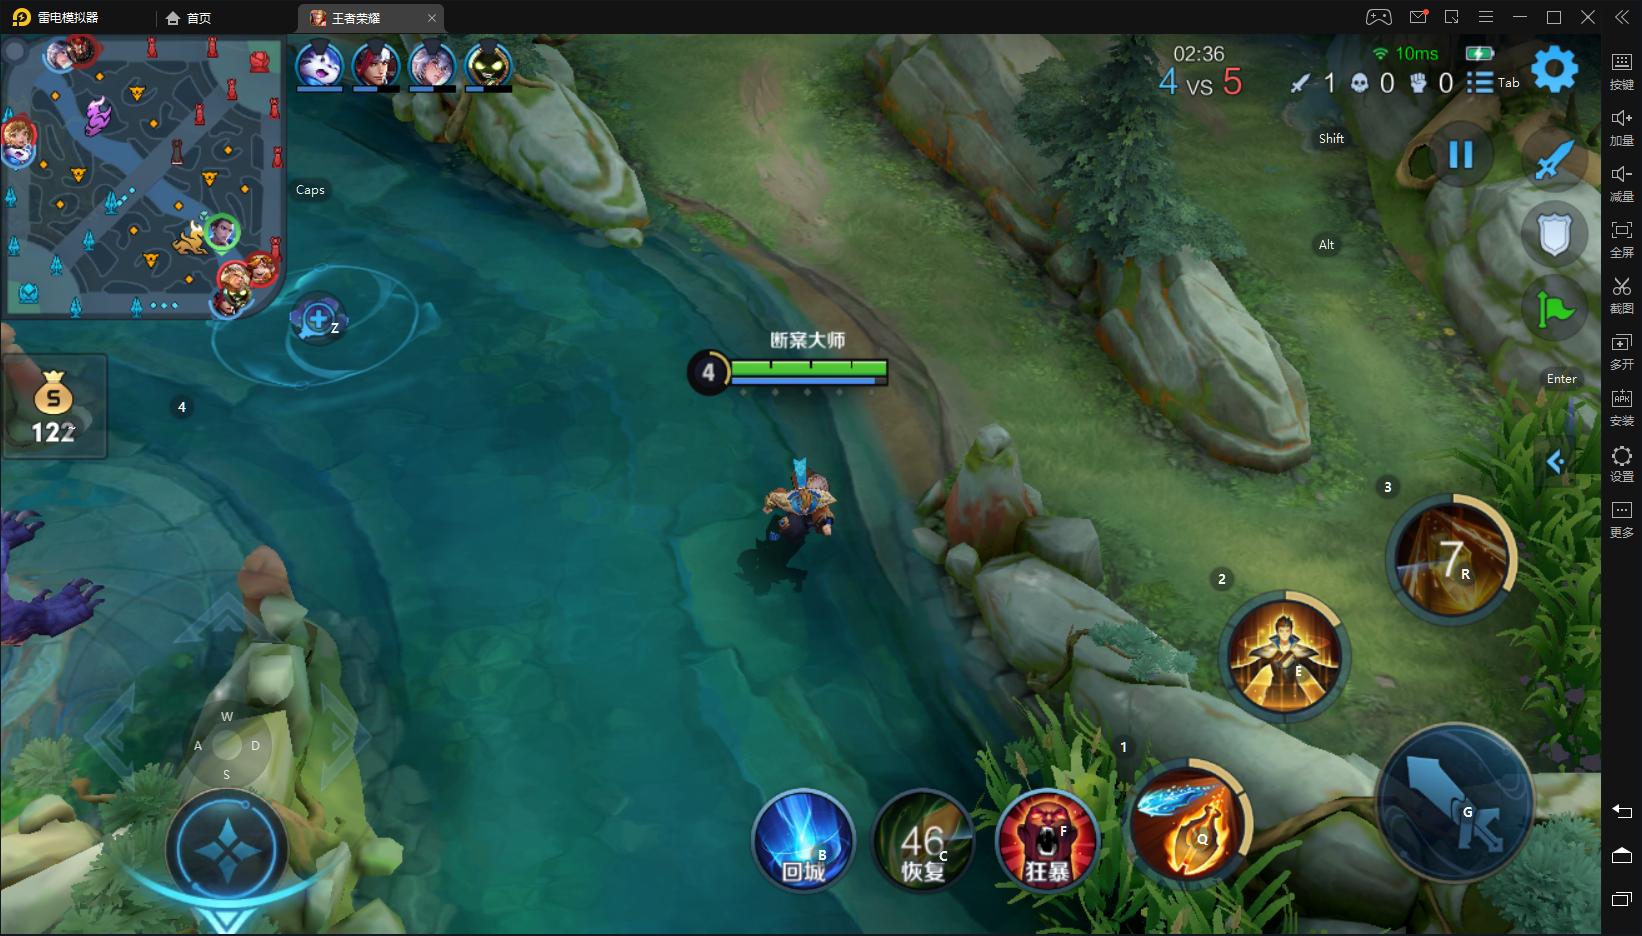 雷电模拟器
首页
王者荣耀
02:36
4 vs 5
10ms
1
0
0
Tab
Shift
Caps
Alt
Z
S
122
4
断案大师
4
Enter
3
7
R
2
E
W
A
D
S
1
G
B
回城
46
C
恢复
F
狂暴
Q
按键
加量
减量
全屏
截图
多开
APK
安装
设置
更多